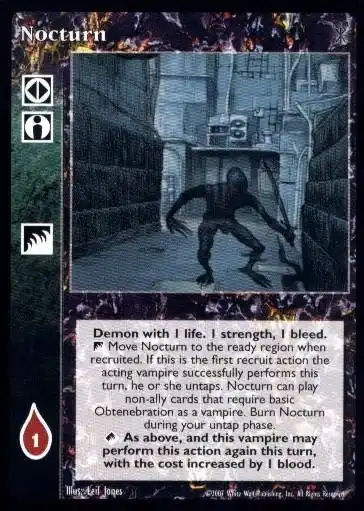 Nocturn
Demon with 1 life. 1 strength, 1 bleed.
Move Nocturn to the ready region when
recruited. If this is the first recruit action the
acting vampire successfully performs this
turn, he or she untaps. Nocturn can play
non-ally cards that require basic
Obtenebration as a vampire. Burn Nocturn
during your untap phase.
As above, and this vampire may
perform this action again this turn,
with the cost increased by 1 blood.
1
Illus: Leif Jones
©2007 White Wolf Publishing, Inc. All Rights Reserved.